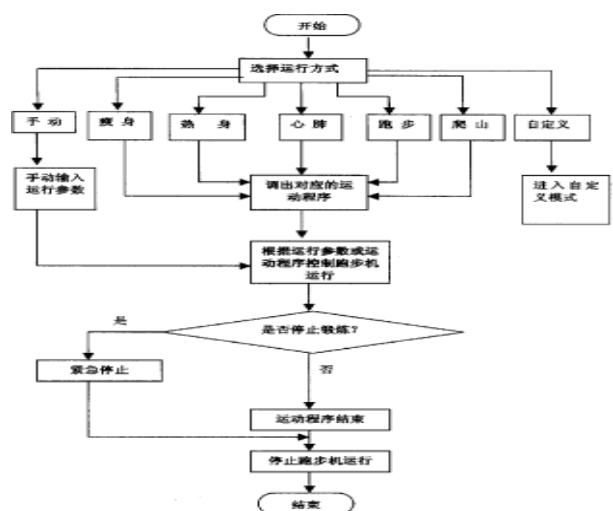 开始
选择运行方式
手 动
瘦 身
热 身
心 肺
跑 步
爬 山
自定义
手动输入
运行参数
调出对应的运
动程序
进入自定
义模式
根据运行参数或运
动程序控制跑步机
运行
是
是否停止锻炼？
紧急停止
否
运动程序结束
停止跑步机运行
结束